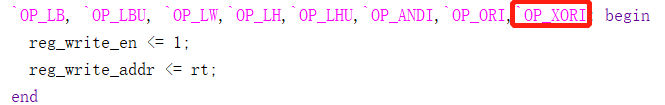 `OP_LB, `OP_LBU, `OP_LW,`OP_LH,`OP_LHU,`OP_ANDI,`OP_ORI,`OP_XORI: begin
reg_write_en <= 1;
reg_write_addr <= rt;
end